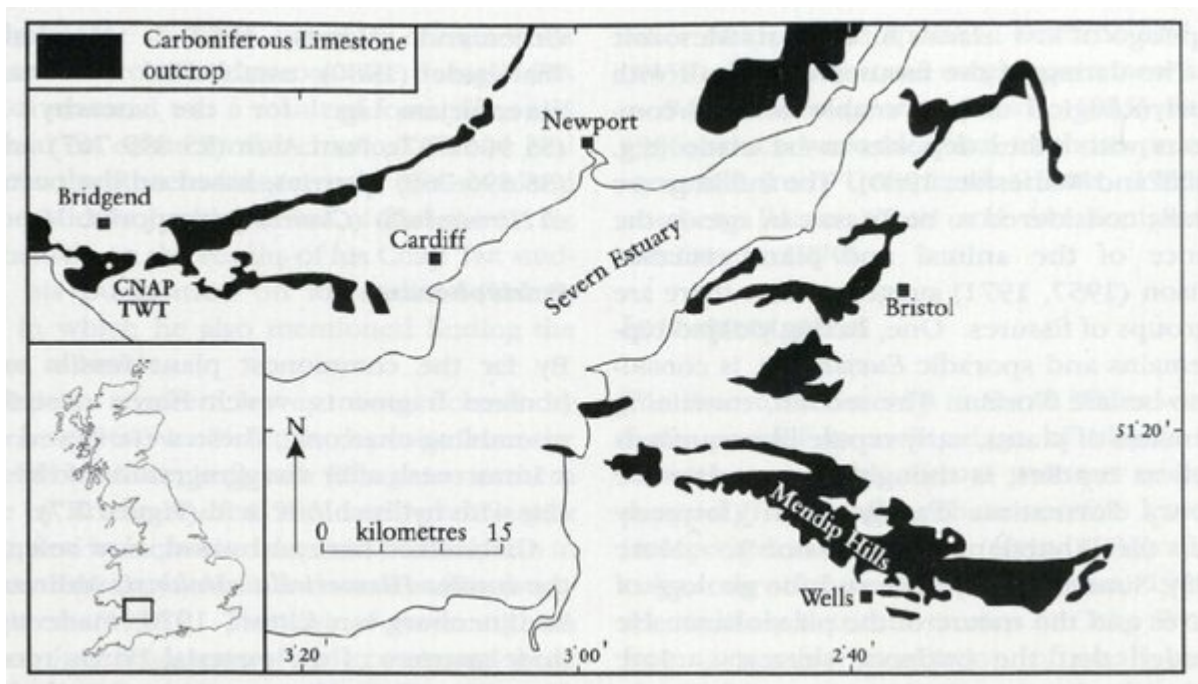 Carboniferous Limestone
outcrop
Newport
Bridgend
Cardiff
CNAP
TWT
Severn Estuary
Bristol
51°20'
N
Mendip Hills
0 kilometres 15
Wells
3°20
3°00
2°40